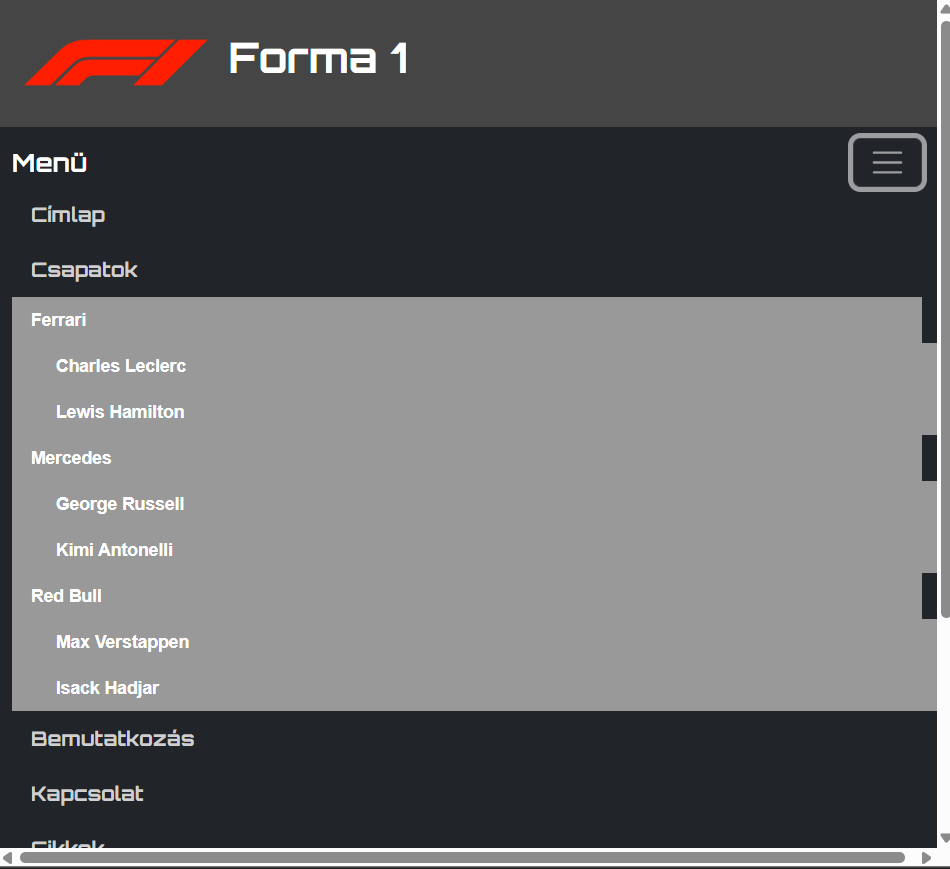 Forma 1
Menü
Címlap
Csapatok
Ferrari
Charles Leclerc
Lewis Hamilton
Mercedes
George Russell
Kimi Antonelli
Red Bull
Max Verstappen
Isack Hadjar
Bemutatkozás
Kapcsolat
Cikkek